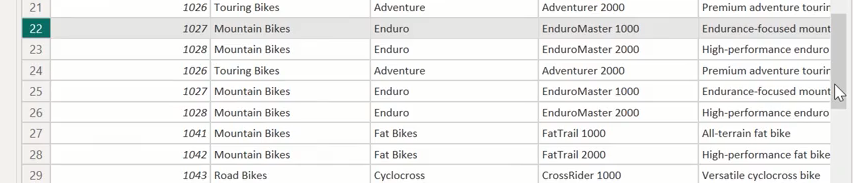 21 1026 Touring Bikes Adventure Adventurer 2000 Premium adventure tourin
22 1027 Mountain Bikes Enduro EnduroMaster 1000 Endurance-focused mount
23 1028 Mountain Bikes Enduro EnduroMaster 2000 High-performance enduro
24 1026 Touring Bikes Adventure Adventurer 2000 Premium adventure tourin
25 1027 Mountain Bikes Enduro EnduroMaster 1000 Endurance-focused mount
26 1028 Mountain Bikes Enduro EnduroMaster 2000 High-performance enduro
27 1041 Mountain Bikes Fat Bikes FatTrail 1000 All-terrain fat bike
28 1042 Mountain Bikes Fat Bikes FatTrail 2000 High-performance fat bike
29 1043 Road Bikes Cyclocross CrossRider 1000 Versatile cyclocross bike